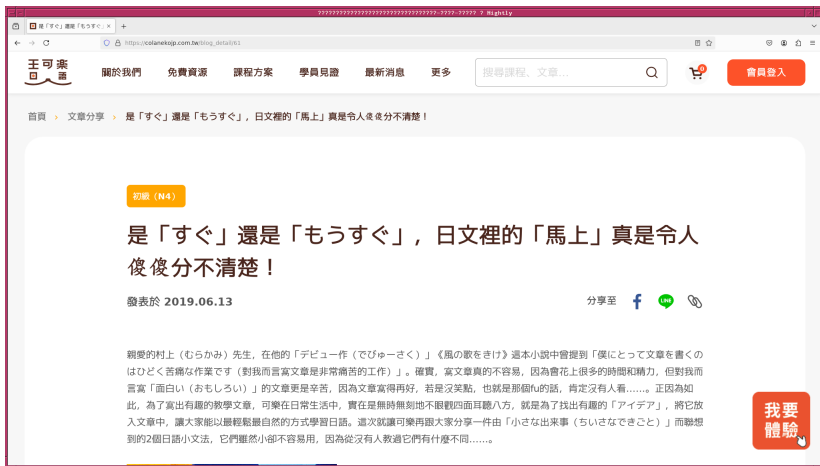 ?????????????????????????????????-????-????? ? Nightly
是「すぐ」還是「もうすぐ」
https://colanekojp.com.tw/blog_detail/61
王可樂
日語
關於我們 免費資源 課程方案 學員見證 最新消息 更多 搜尋課程、文章... 0 會員登入
首頁 › 文章分享 › 是「すぐ」還是「もうすぐ」，日文裡的「馬上」真是令人傻傻分不清楚！
初級（N4）
是「すぐ」還是「もうすぐ」，日文裡的「馬上」真是令人
傻傻分不清楚！
發表於 2019.06.13
分享至 f LINE
親愛的村上（むらかみ）先生，在他的「デビュー作（でびゅーさく）」《風の歌をきけ》這本小說中曾提到「僕にとって文章を書くの
はひどく苦痛な作業です（對我而言寫文章是非常痛苦的工作）」。確實，寫文章真的不容易，因為會花上很多的時間和精力，但對我而
言寫「面白い（おもしろい）」的文章更是辛苦，因為文章寫得再好，若是沒笑點，也就是那個fu的話，肯定沒有人看......。正因為如
此，為了寫出有趣的教學文章，可樂在日常生活中，實在是無時無刻地不眼觀四面耳聽八方，就是為了找出有趣的「アイデア」，將它放
入文章中，讓大家能以最輕鬆最自然的方式學習日語。這次就讓可樂再跟大家分享一件由「小さな出来事（ちいさなできごと）」而聯想
到的2個日語小文法，它們雖然小卻不容易用，因為從沒有人教過它們有什麼不同......。
我要
體驗